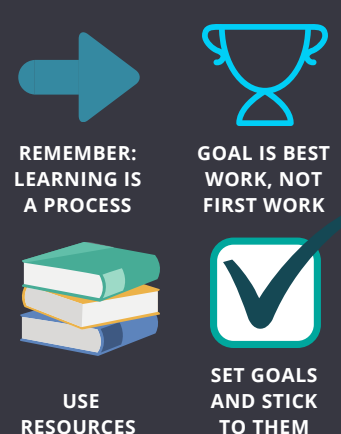 REMEMBER:
LEARNING IS
A PROCESS
GOAL IS BEST
WORK, NOT
FIRST WORK
USE
RESOURCES
SET GOALS
AND STICK
TO THEM